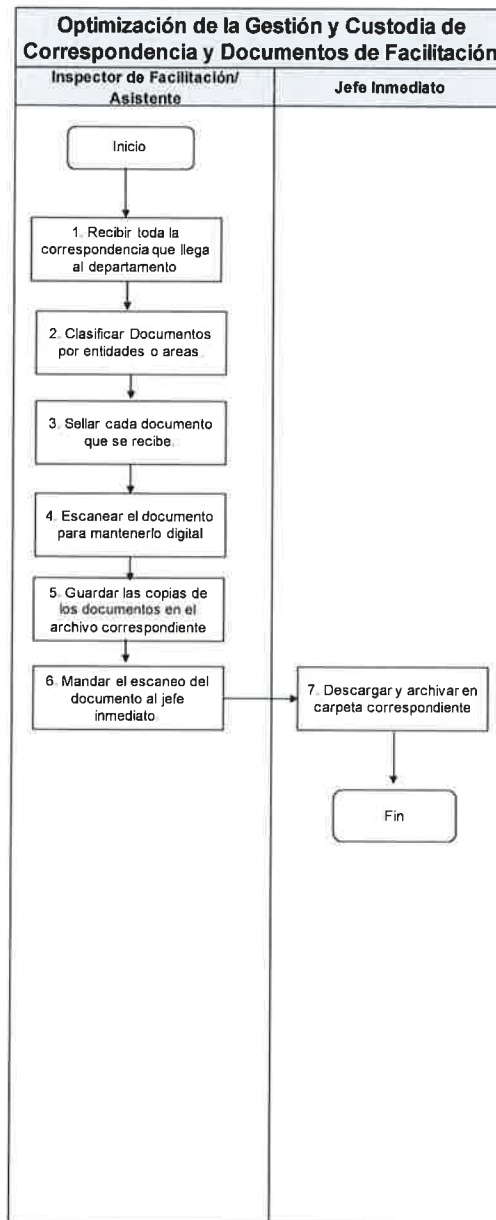 Optimización de la Gestión y Custodia de
Correspondencia y Documentos de Facilitación
Inspector de Facilitación/
Asistente
Jefe Inmediato
Inicio
1. Recibir toda la
correspondencia que llega
al departamento
2. Clasificar Documentos
por entidades o areas.
3. Sellar cada documento
que se recibe.
4. Escanear el documento
para mantenerlo digital
5. Guardar las copias de
los documentos en el
archivo correspondiente
6. Mandar el escaneo del
documento al jefe
inmediato.
7. Descargar y archivar en
carpeta correspondiente
Fin